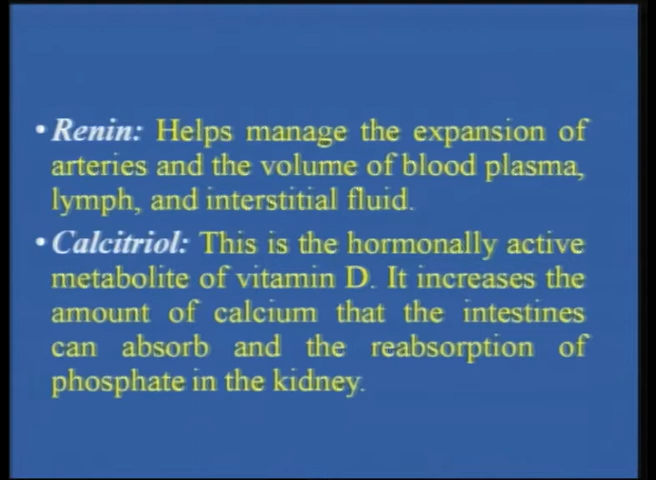 • Renin: Helps manage the expansion of
arteries and the volume of blood plasma,
lymph, and interstitial fluid.
• Calcitriol: This is the hormonally active
metabolite of vitamin D. It increases the
amount of calcium that the intestines
can absorb and the reabsorption of
phosphate in the kidney.